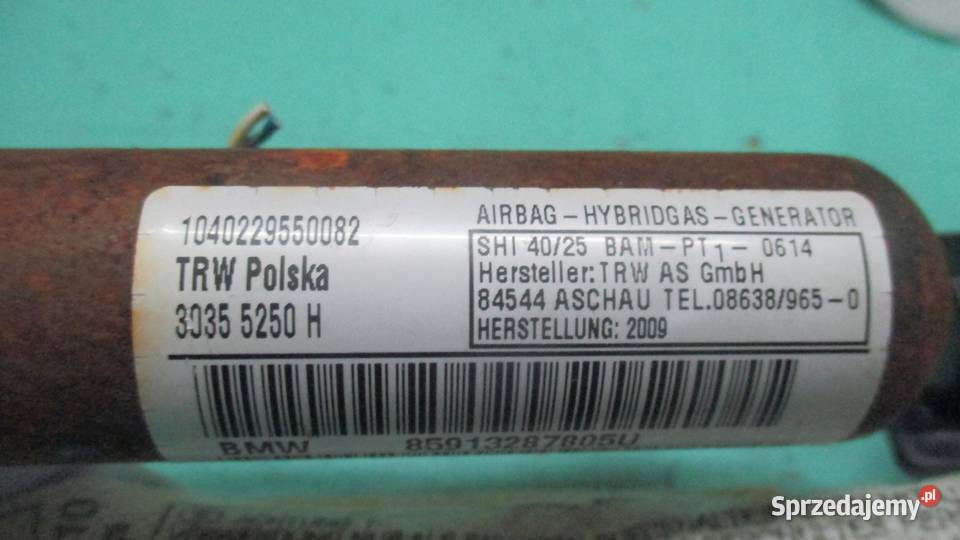 1040229550082
TRW Polska
3035 5250 H
AIRBAG-HYBRIDGAS-GENERATOR
SHI 40/25 BAM-PT1-0614
Hersteller: TRW AS GmbH
84544 ASCHAU TEL.08638/965-0
HERSTELLUNG: 2009
BMW 85913287805U
Sprzedajemy.pl